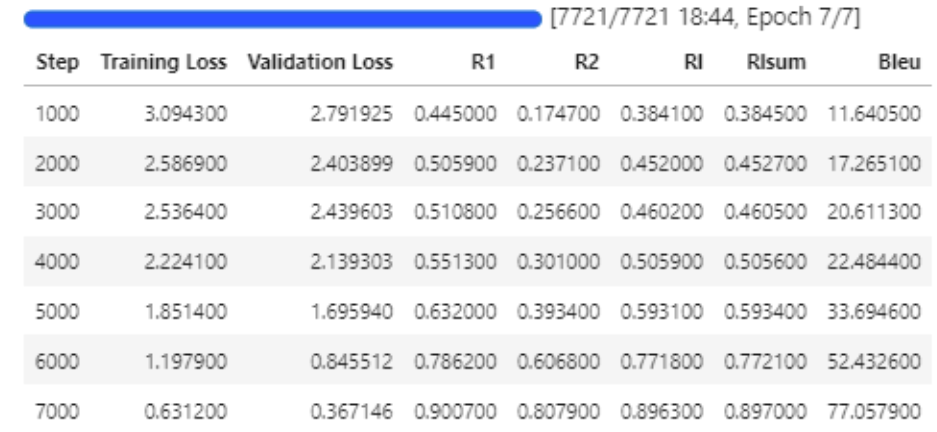 [7721/7721 18:44, Epoch 7/7]
Step Training Loss Validation Loss R1 R2 Rl Rlsum Bleu
1000 3.094300 2.791925 0.445000 0.174700 0.384100 0.384500 11.640500
2000 2.586900 2.403899 0.505900 0.237100 0.452000 0.452700 17.265100
3000 2.536400 2.439603 0.510800 0.256600 0.460200 0.460500 20.611300
4000 2.224100 2.139303 0.551300 0.301000 0.505900 0.505600 22.484400
5000 1.851400 1.695940 0.632000 0.393400 0.593100 0.593400 33.694600
6000 1.197900 0.845512 0.786200 0.606800 0.771800 0.772100 52.432600
7000 0.631200 0.367146 0.900700 0.807900 0.896300 0.897000 77.057900